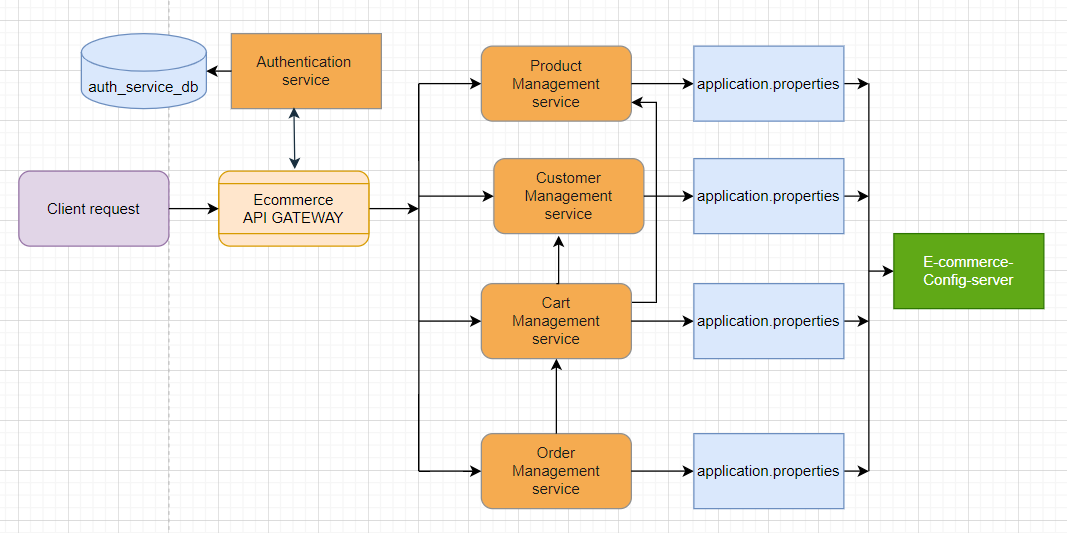 auth_service_db
Authentication
service
Client request
Ecommerce
API GATEWAY
Product
Management
service
application.properties
Customer
Management
service
application.properties
Cart
Management
service
application.properties
Order
Management
service
application.properties
E-commerce-
Config-server